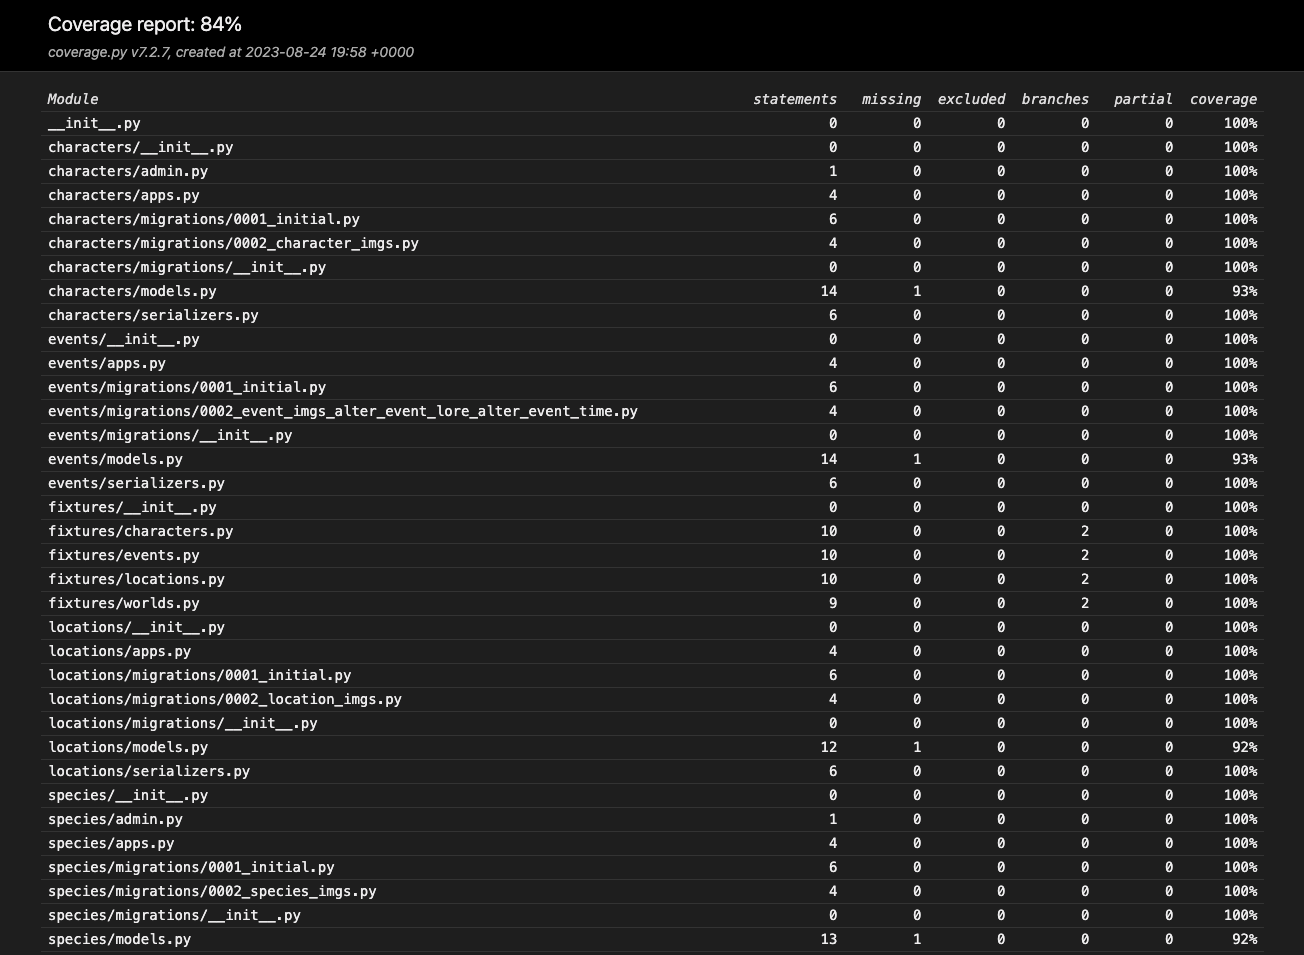 Coverage report: 84%
coverage.py v7.2.7, created at 2023-08-24 19:58 +0000
Module statements missing excluded branches partial coverage
__init__.py 0 0 0 0 0 100%
characters/__init__.py 0 0 0 0 0 100%
characters/admin.py 1 0 0 0 0 100%
characters/apps.py 4 0 0 0 0 100%
characters/migrations/0001_initial.py 6 0 0 0 0 100%
characters/migrations/0002_character_imgs.py 4 0 0 0 0 100%
characters/migrations/__init__.py 0 0 0 0 0 100%
characters/models.py 14 1 0 0 0 93%
characters/serializers.py 6 0 0 0 0 100%
events/__init__.py 0 0 0 0 0 100%
events/apps.py 4 0 0 0 0 100%
events/migrations/0001_initial.py 6 0 0 0 0 100%
events/migrations/0002_event_imgs_alter_event_lore_alter_event_time.py 4 0 0 0 0 100%
events/migrations/__init__.py 0 0 0 0 0 100%
events/models.py 14 1 0 0 0 93%
events/serializers.py 6 0 0 0 0 100%
fixtures/__init__.py 0 0 0 0 0 100%
fixtures/characters.py 10 0 0 2 0 100%
fixtures/events.py 10 0 0 2 0 100%
fixtures/locations.py 10 0 0 2 0 100%
fixtures/worlds.py 9 0 0 2 0 100%
locations/__init__.py 0 0 0 0 0 100%
locations/apps.py 4 0 0 0 0 100%
locations/migrations/0001_initial.py 6 0 0 0 0 100%
locations/migrations/0002_location_imgs.py 4 0 0 0 0 100%
locations/migrations/__init__.py 0 0 0 0 0 100%
locations/models.py 12 1 0 0 0 92%
locations/serializers.py 6 0 0 0 0 100%
species/__init__.py 0 0 0 0 0 100%
species/admin.py 1 0 0 0 0 100%
species/apps.py 4 0 0 0 0 100%
species/migrations/0001_initial.py 6 0 0 0 0 100%
species/migrations/0002_species_imgs.py 4 0 0 0 0 100%
species/migrations/__init__.py 0 0 0 0 0 100%
species/models.py 13 1 0 0 0 92%